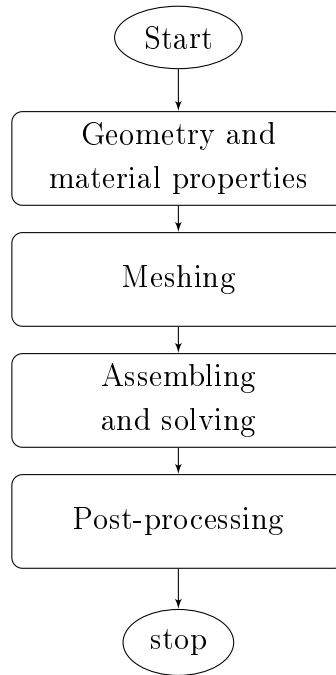 Start
Geometry and
material properties
Meshing
Assembling
and solving
Post-processing
stop